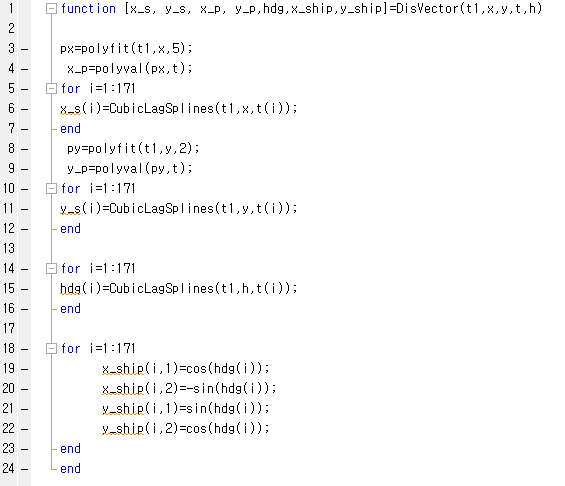 1 function [x_s, y_s, x_p, y_p,hdg,x_ship,y_ship]=DisVector(t1,x,y,t,h)
2
3 – px=polyfit(t1,x,5);
4 – x_p=polyval(px,t);
5 – for i=1:171
6 – x_s(i)=CubicLagSplines(t1,x,t(i));
7 – end
8 – py=polyfit(t1,y,2);
9 – y_p=polyval(py,t);
10 – for i=1:171
11 – y_s(i)=CubicLagSplines(t1,y,t(i));
12 – end
13
14 – for i=1:171
15 – hdg(i)=CubicLagSplines(t1,h,t(i));
16 – end
17
18 – for i=1:171
19 – x_ship(i,1)=cos(hdg(i));
20 – x_ship(i,2)=-sin(hdg(i));
21 – y_ship(i,1)=sin(hdg(i));
22 – y_ship(i,2)=cos(hdg(i));
23 – end
24 – end